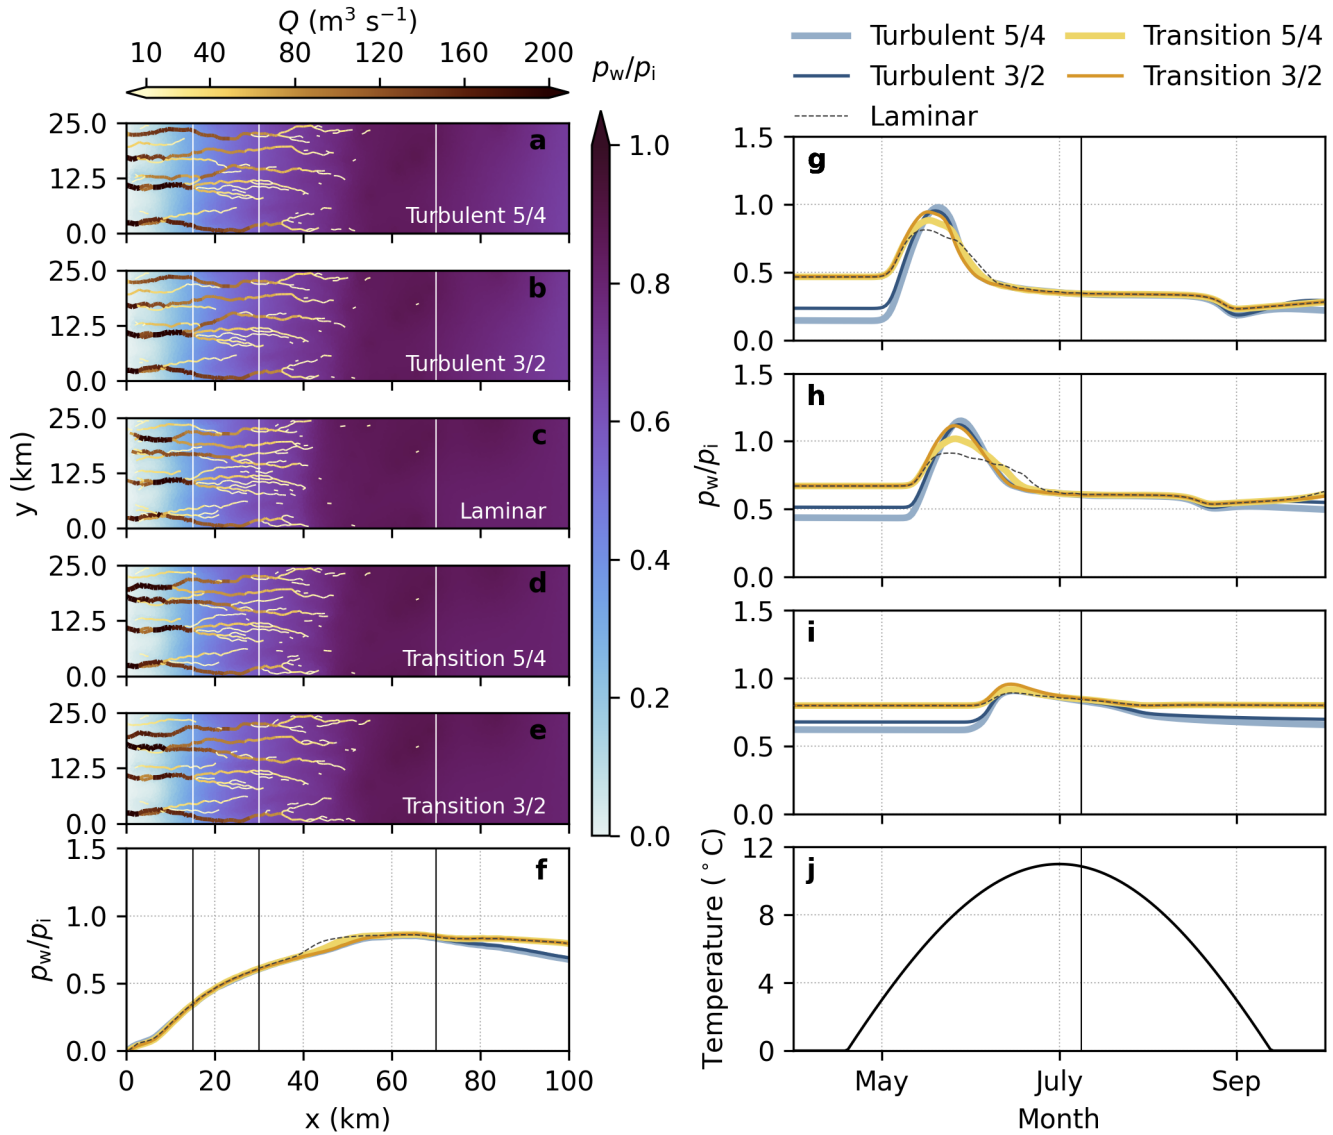 Q (m³ s⁻¹)
10 40 80 120 160 200
p_w/p_i
Turbulent 5/4 Transition 5/4
Turbulent 3/2 Transition 3/2
Laminar
25.0
12.5
0.0
a
Turbulent 5/4
25.0
12.5
0.0
b
Turbulent 3/2
25.0
12.5
0.0
c
Laminar
25.0
12.5
0.0
d
Transition 5/4
25.0
12.5
0.0
e
Transition 3/2
y (km)
1.0
0.8
0.6
0.4
0.2
0.0
1.5
1.0
0.5
0.0
p_w/p_i
f
0 20 40 60 80 100
x (km)
g
1.5
1.0
0.5
0.0
h
1.5
1.0
0.5
0.0
p_w/p_i
i
1.5
1.0
0.5
0.0
j
12
8
4
0
Temperature (°C)
May July Sep
Month